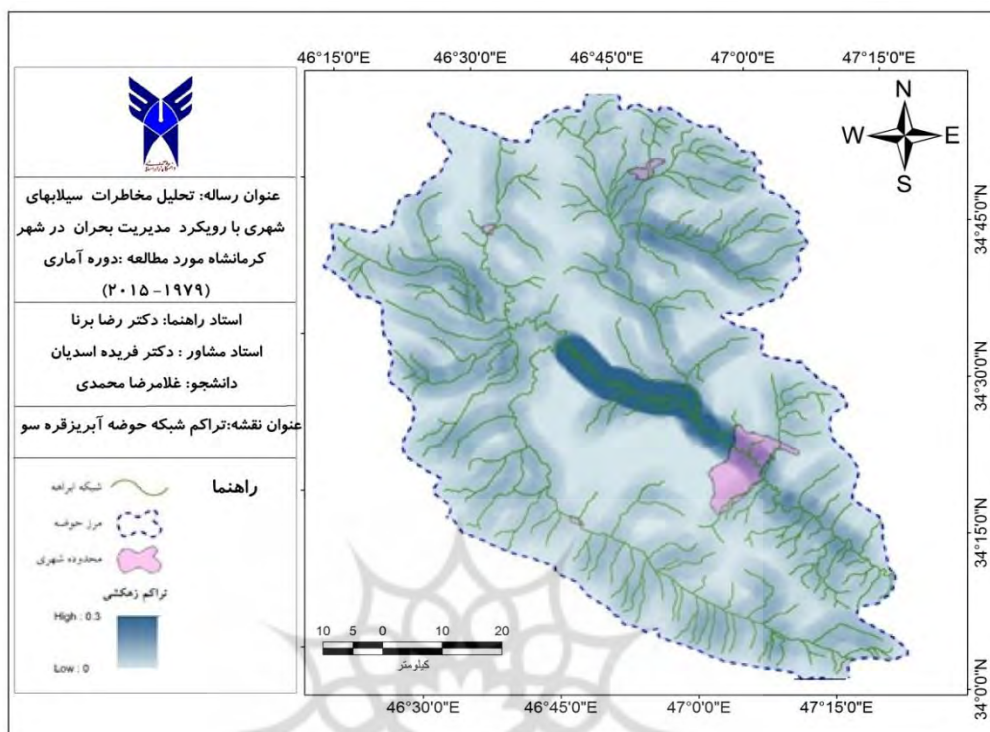 عنوان رساله: تحلیل مخاطرات سیلابهای
شهری با رویکرد مدیریت بحران در شهر
کرمانشاه مورد مطالعه :دوره آماری
(۱۹۷۹- ۲۰۱۵)
استاد راهنما: دکتر رضا برنا
استاد مشاور : دکتر فریده اسدیان
دانشجو: غلامرضا محمدی
عنوان نقشه:تراکم شبکه حوضه آبریزقره سو
راهنما
شبکه ابراهه
مرز حوضه
محدوده شهری
تراکم زهکشی
High : 0.3
Low : 0
46°15'0"E 46°30'0"E 46°45'0"E 47°0'0"E 47°15'0"E
N
W E
S
34°45'0"N
34°30'0"N
34°15'0"N
34°0'0"N
10 5 0 10 20
کیلومتر
46°30'0"E 46°45'0"E 47°0'0"E 47°15'0"E